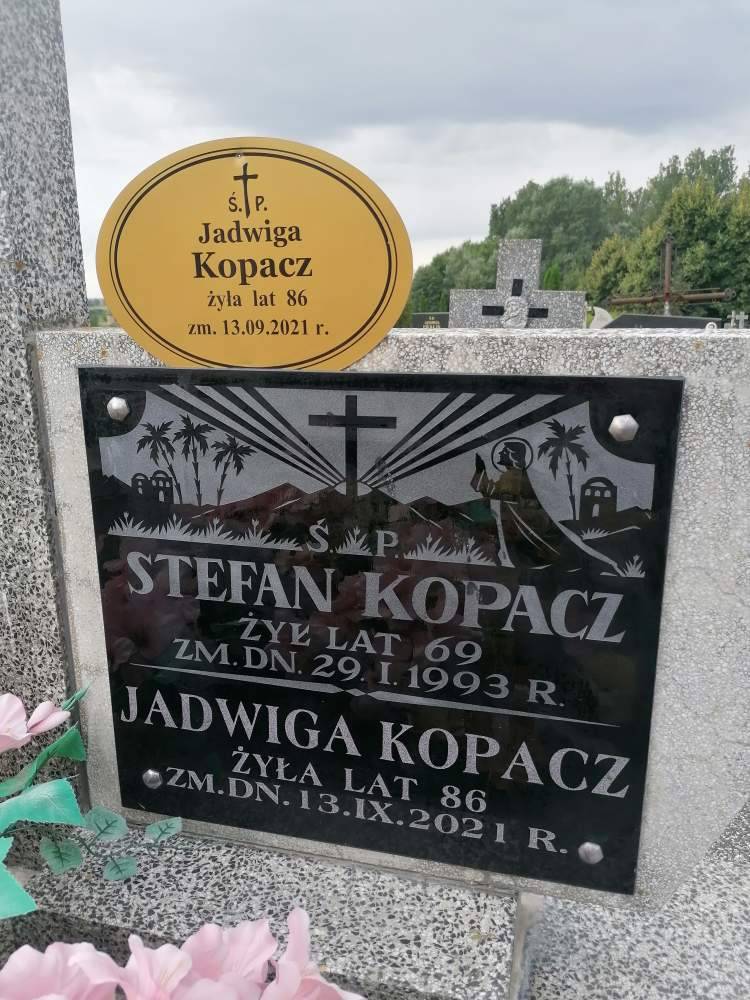 Ś. P.
Jadwiga
Kopacz
żyła lat 86
zm. 13.09.2021 r.
Ś P.
STEFAN KOPACZ
ŻYŁ LAT 69
ZM.DN. 29.I.1993 R.
JADWIGA KOPACZ
ŻYŁA LAT 86
ZM.DN.13.IX.2021 R.